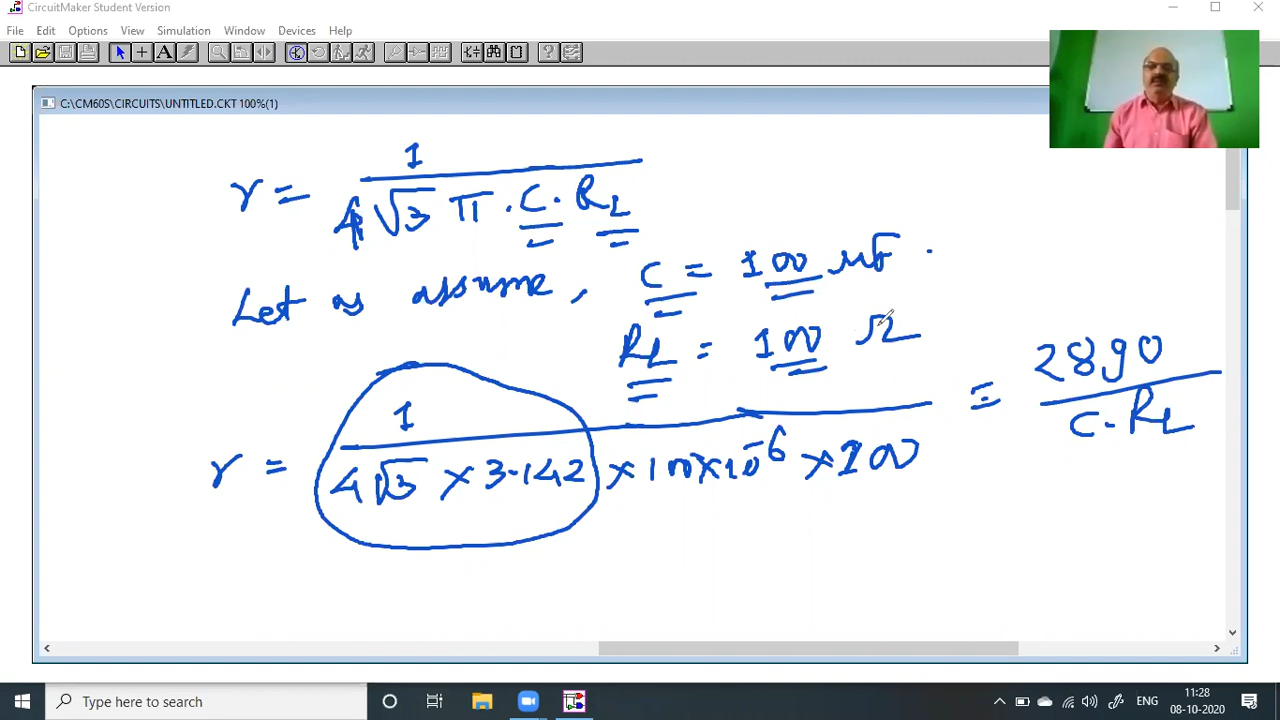 CircuitMaker Student Version
File Edit Options View Simulation Window Devices Help
C:\CM60S\CIRCUITS\UNTITLED.CKT 100%(1)
r = 1 / 4√3 π · C · RL
Let us assume, C = 100 μF .
RL = 100 Ω
r = 1 / 4√3 × 3.142 × 100×10^-6 × 100 = 2890 / C · RL
Type here to search
ENG
11:28
08-10-2020